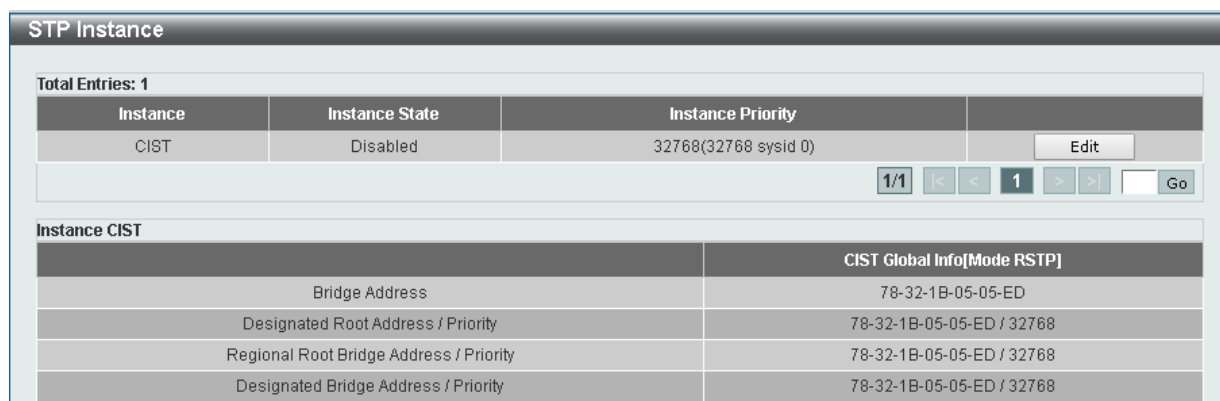 STP Instance
Total Entries: 1
Instance Instance State Instance Priority
CIST Disabled 32768(32768 sysid 0) Edit
1/1 |< < 1 > >| Go
Instance CIST
CIST Global Info[Mode RSTP]
Bridge Address 78-32-1B-05-05-ED
Designated Root Address / Priority 78-32-1B-05-05-ED / 32768
Regional Root Bridge Address / Priority 78-32-1B-05-05-ED / 32768
Designated Bridge Address / Priority 78-32-1B-05-05-ED / 32768